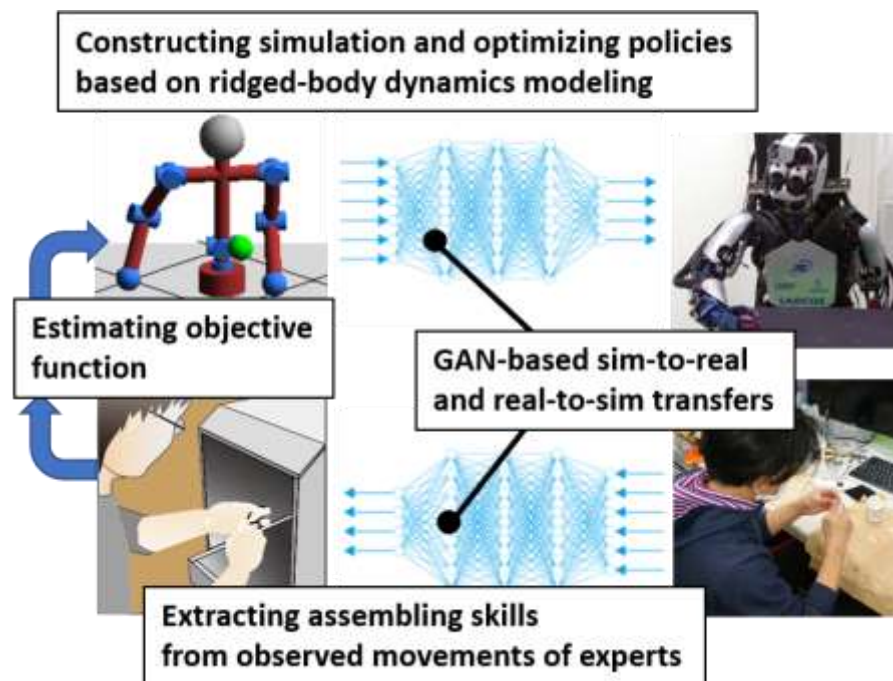 Constructing simulation and optimizing policies
based on ridged-body dynamics modeling
Estimating objective
function
GAN-based sim-to-real
and real-to-sim transfers
Extracting assembling skills
from observed movements of experts